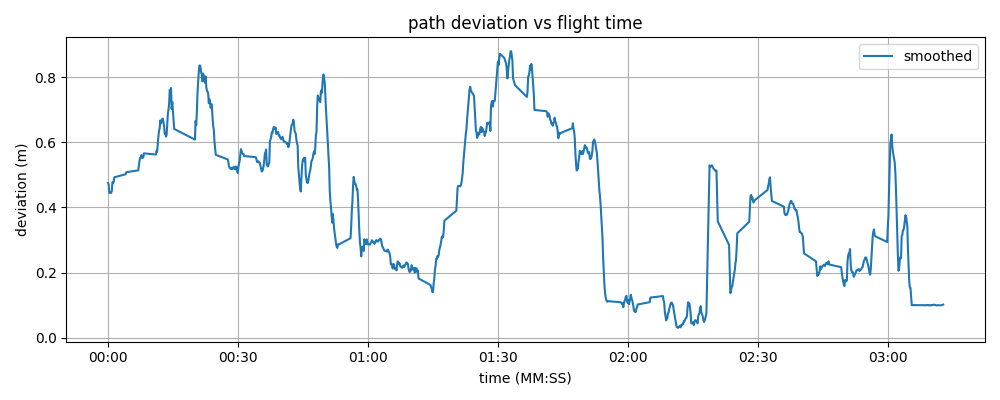 path deviation vs flight time
smoothed
deviation (m)
0.8
0.6
0.4
0.2
0.0
00:00 00:30 01:00 01:30 02:00 02:30 03:00
time (MM:SS)